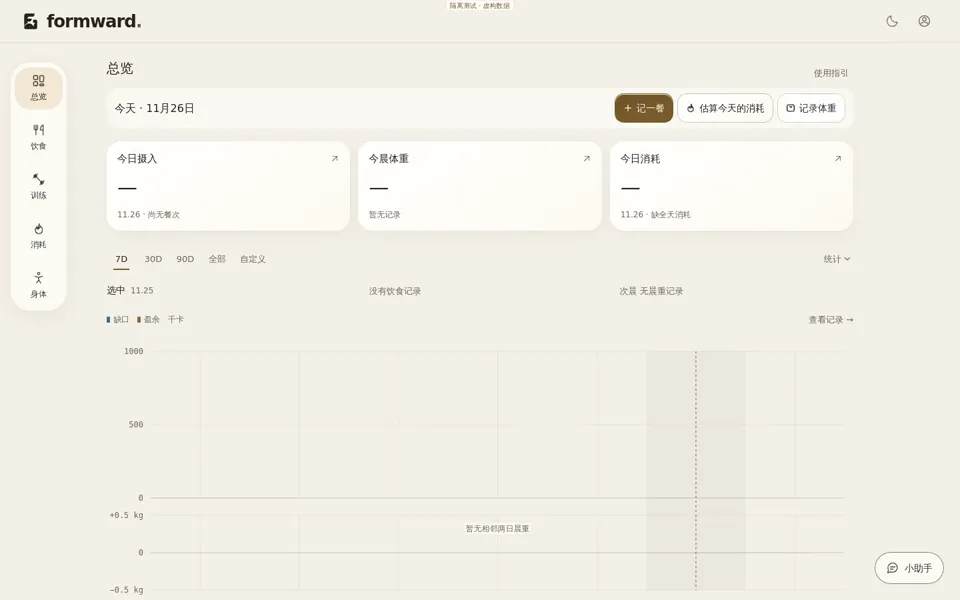 隔离测试 · 虚构数据
formward.
总览
饮食
训练
消耗
身体
总览
使用指引
今天 · 11月26日
+ 记一餐
估算今天的消耗
记录体重
今日摄入
—
11.26 · 尚无餐次
今晨体重
—
暂无记录
今日消耗
—
11.26 · 缺全天消耗
7D 30D 90D 全部 自定义
统计
选中 11.25
没有饮食记录
次晨 无晨重记录
缺口 盈余 千卡
查看记录 →
1000
500
0
+0.5 kg
暂无相邻两日晨重
0
−0.5 kg
小助手